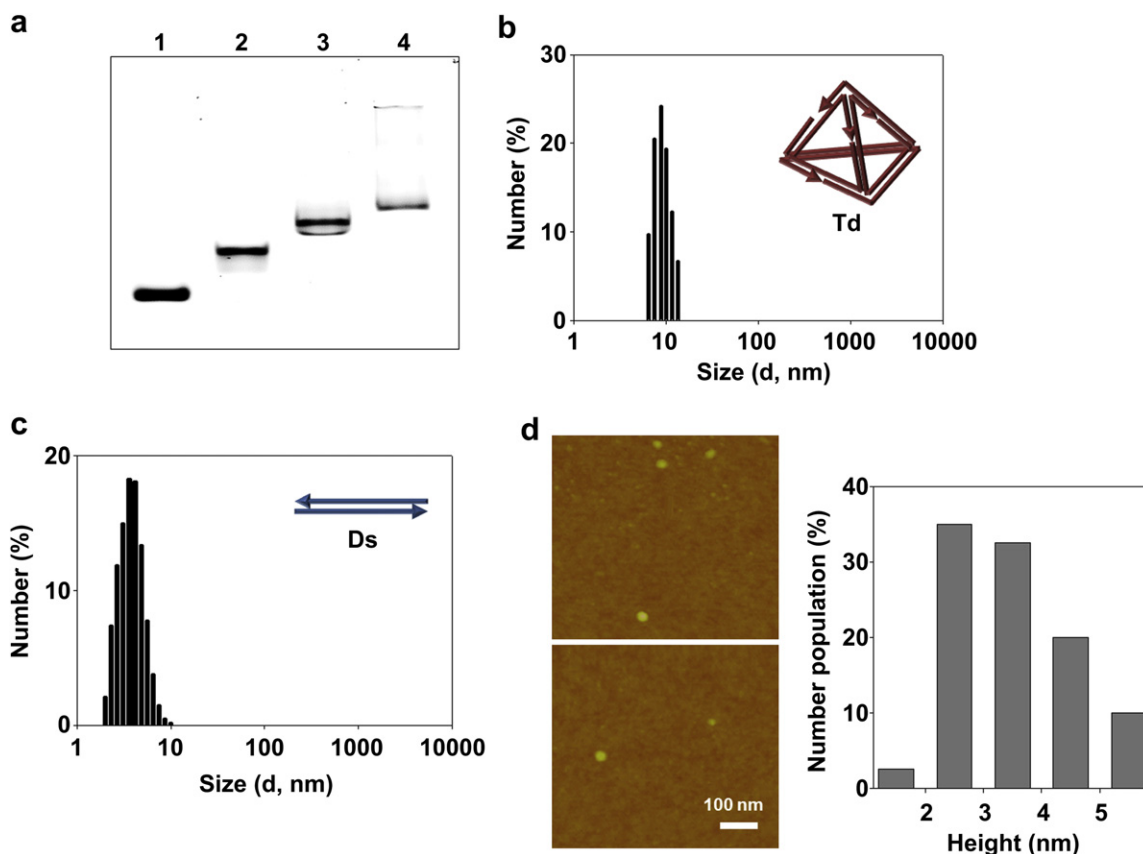 a
1 2 3 4
b
30
20
10
0
Number (%)
Td
1 10 100 1000 10000
Size (d, nm)
c
20
10
0
Number (%)
Ds
1 10 100 1000 10000
Size (d, nm)
d
100 nm
40
30
20
10
0
Number population (%)
2 3 4 5
Height (nm)